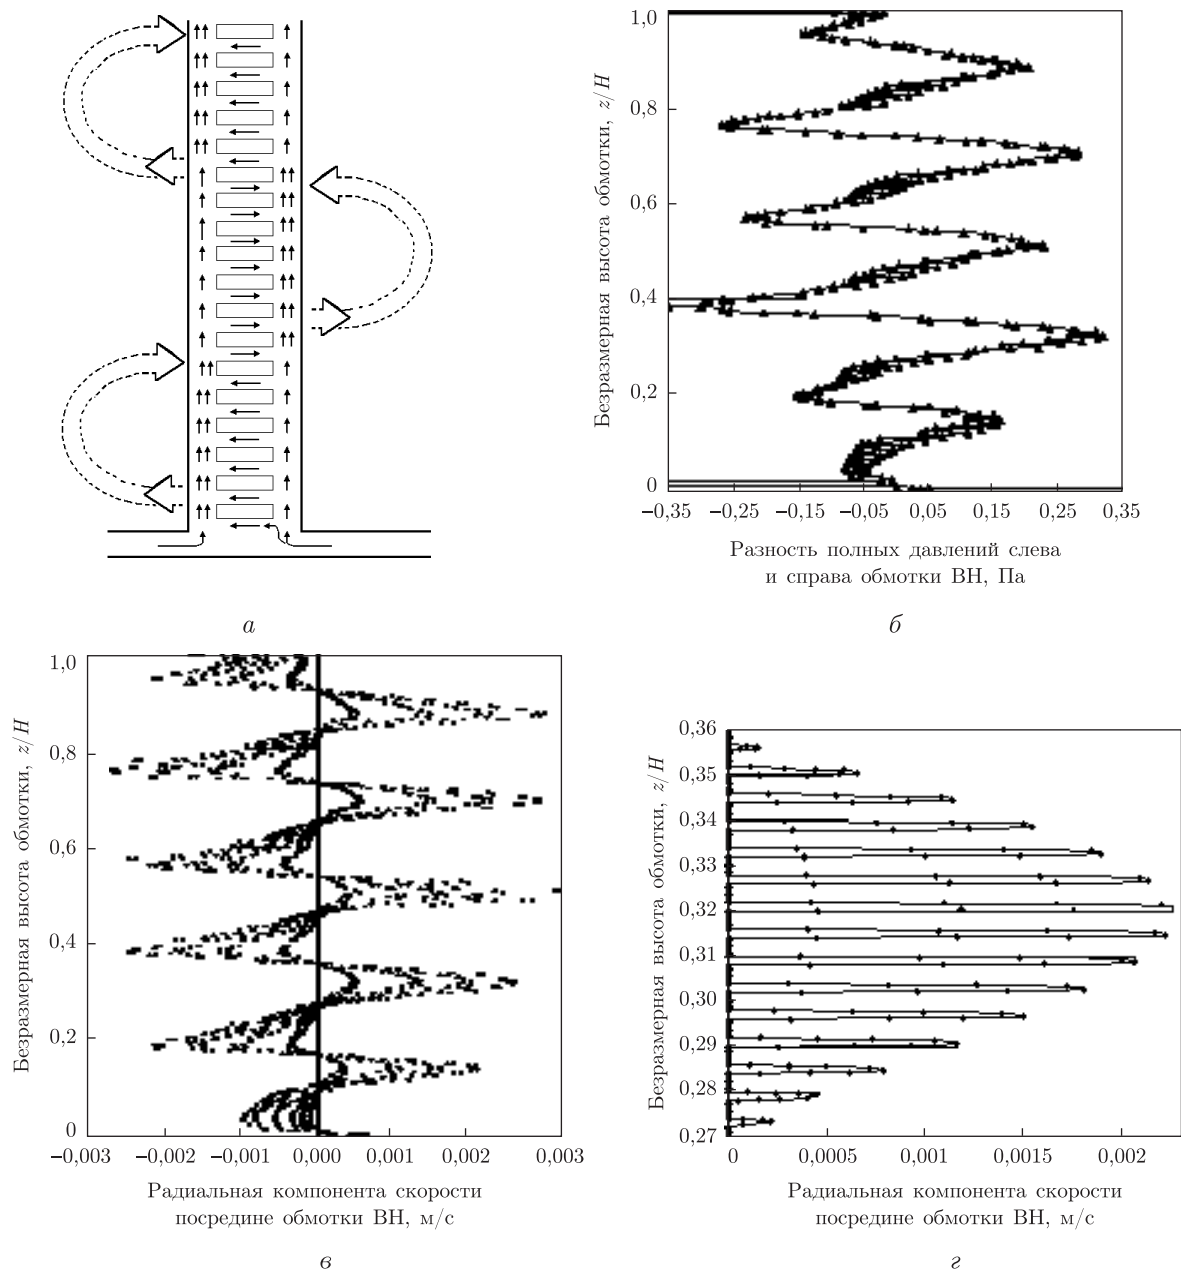 а
Безразмерная высота обмотки, z/H
1,0
0,8
0,6
0,4
0,2
0
−0,35 −0,25 −0,15 −0,05 0,05 0,15 0,25 0,35
Разность полных давлений слева
и справа обмотки ВН, Па
б
Безразмерная высота обмотки, z/H
1,0
0,8
0,6
0,4
0,2
0
−0,003 −0,002 −0,001 0,000 0,001 0,002 0,003
Радиальная компонента скорости
посредине обмотки ВН, м/с
в
Безразмерная высота обмотки, z/H
0,36
0,35
0,34
0,33
0,32
0,31
0,30
0,29
0,28
0,27
0 0,0005 0,001 0,0015 0,002
Радиальная компонента скорости
посредине обмотки ВН, м/с
г